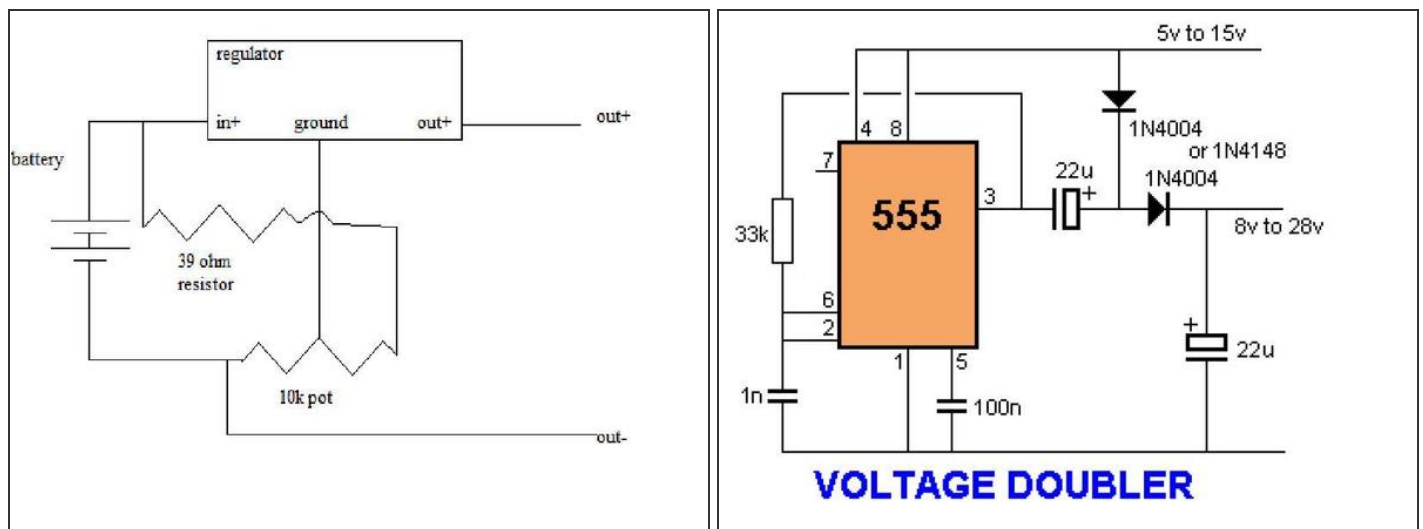 regulator
in+ ground out+
out+
battery
39 ohm
resistor
10k pot
out-
5v to 15v
4 8
1N4004
or 1N4148
7
22u
+
1N4004
555
3
33k
8v to 28v
6
2
+
22u
1 5
1n
100n
VOLTAGE DOUBLER